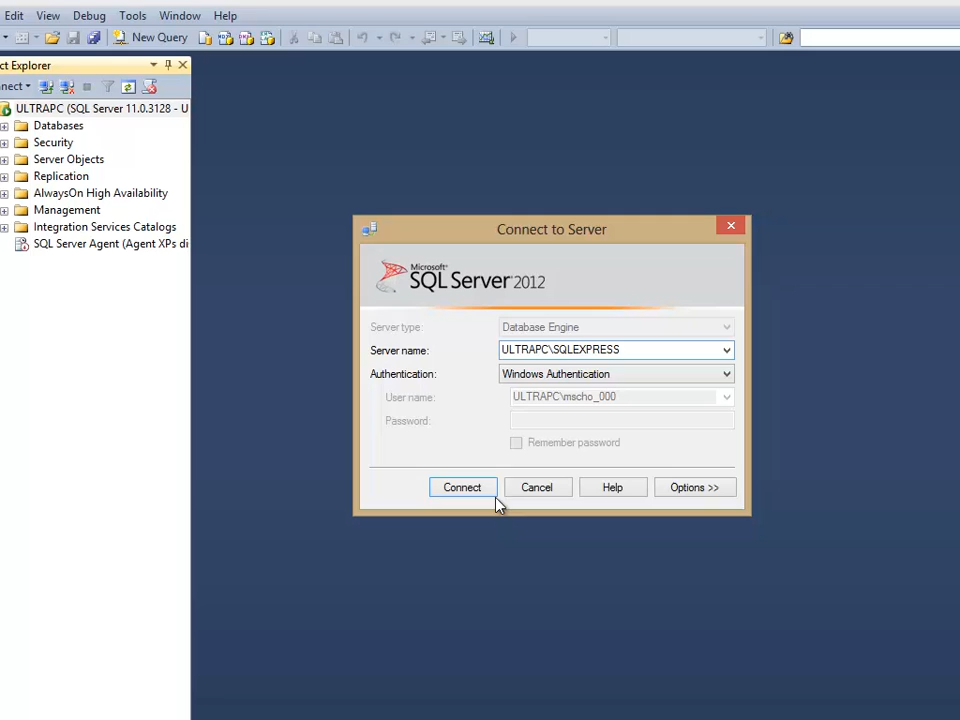 Edit View Debug Tools Window Help
New Query
ct Explorer
nnect
ULTRAPC (SQL Server 11.0.3128 - U
Databases
Security
Server Objects
Replication
AlwaysOn High Availability
Management
Integration Services Catalogs
SQL Server Agent (Agent XPs di
Connect to Server
Microsoft®
SQL Server® 2012
Server type: Database Engine
Server name: ULTRAPC\SQLEXPRESS
Authentication: Windows Authentication
User name: ULTRAPC\mscho_000
Password:
Remember password
Connect Cancel Help Options >>